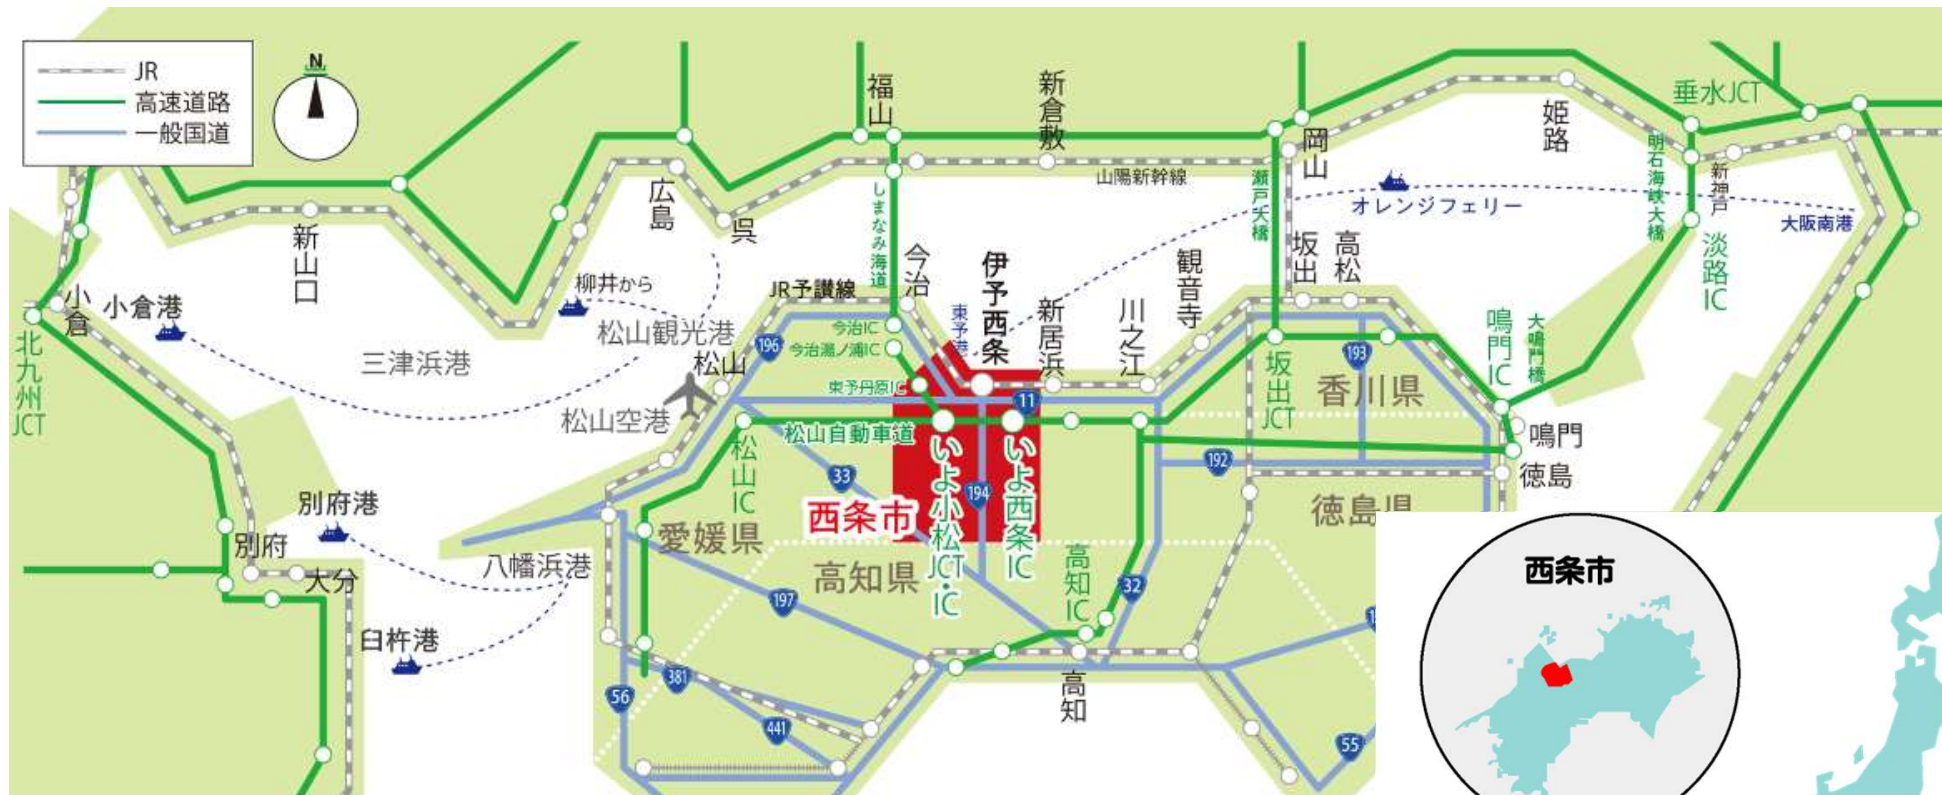 JR
高速道路
一般国道
N
福山
新倉敷
岡山
姫路
垂水JCT
明石海峡大橋
新神戸
淡路IC
大阪南港
オレンジフェリー
山陽新幹線
瀬戸大橋
しまなみ海道
広島
呉
新山口
小倉
小倉港
北九州JCT
柳井から
松山観光港
三津浜港
松山
松山空港
JR予讃線
今治
今治IC
今治湯ノ浦IC
東予丹原IC
東予港
伊予西条
新居浜
川之江
観音寺
坂出
高松
坂出JCT
香川県
鳴門IC
大鳴門橋
鳴門
徳島
徳島県
196
11
193
192
33
194
松山自動車道
松山IC
西条市
いよ小松JCT・IC
いよ西条IC
愛媛県
高知県
高知IC
高知
別府港
別府
大分
臼杵港
八幡浜港
197
32
381
56
441
55
西条市